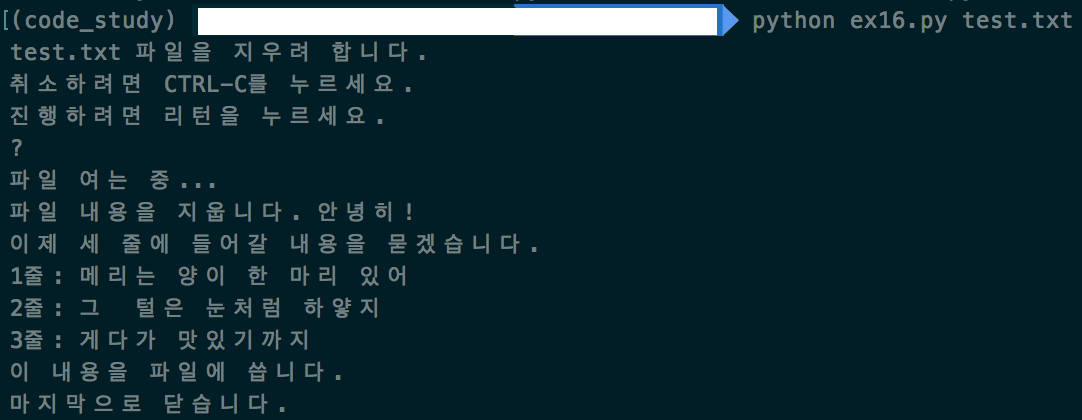 [(code_study) python ex16.py test.txt
test.txt 파일을 지우려 합니다.
취소하려면 CTRL-C를 누르세요.
진행하려면 리턴을 누르세요.
?
파일 여는 중...
파일 내용을 지웁니다. 안녕히!
이제 세 줄에 들어갈 내용을 묻겠습니다.
1줄: 메리는 양이 한 마리 있어
2줄: 그 털은 눈처럼 하얗지
3줄: 게다가 맛있기까지
이 내용을 파일에 씁니다.
마지막으로 닫습니다.